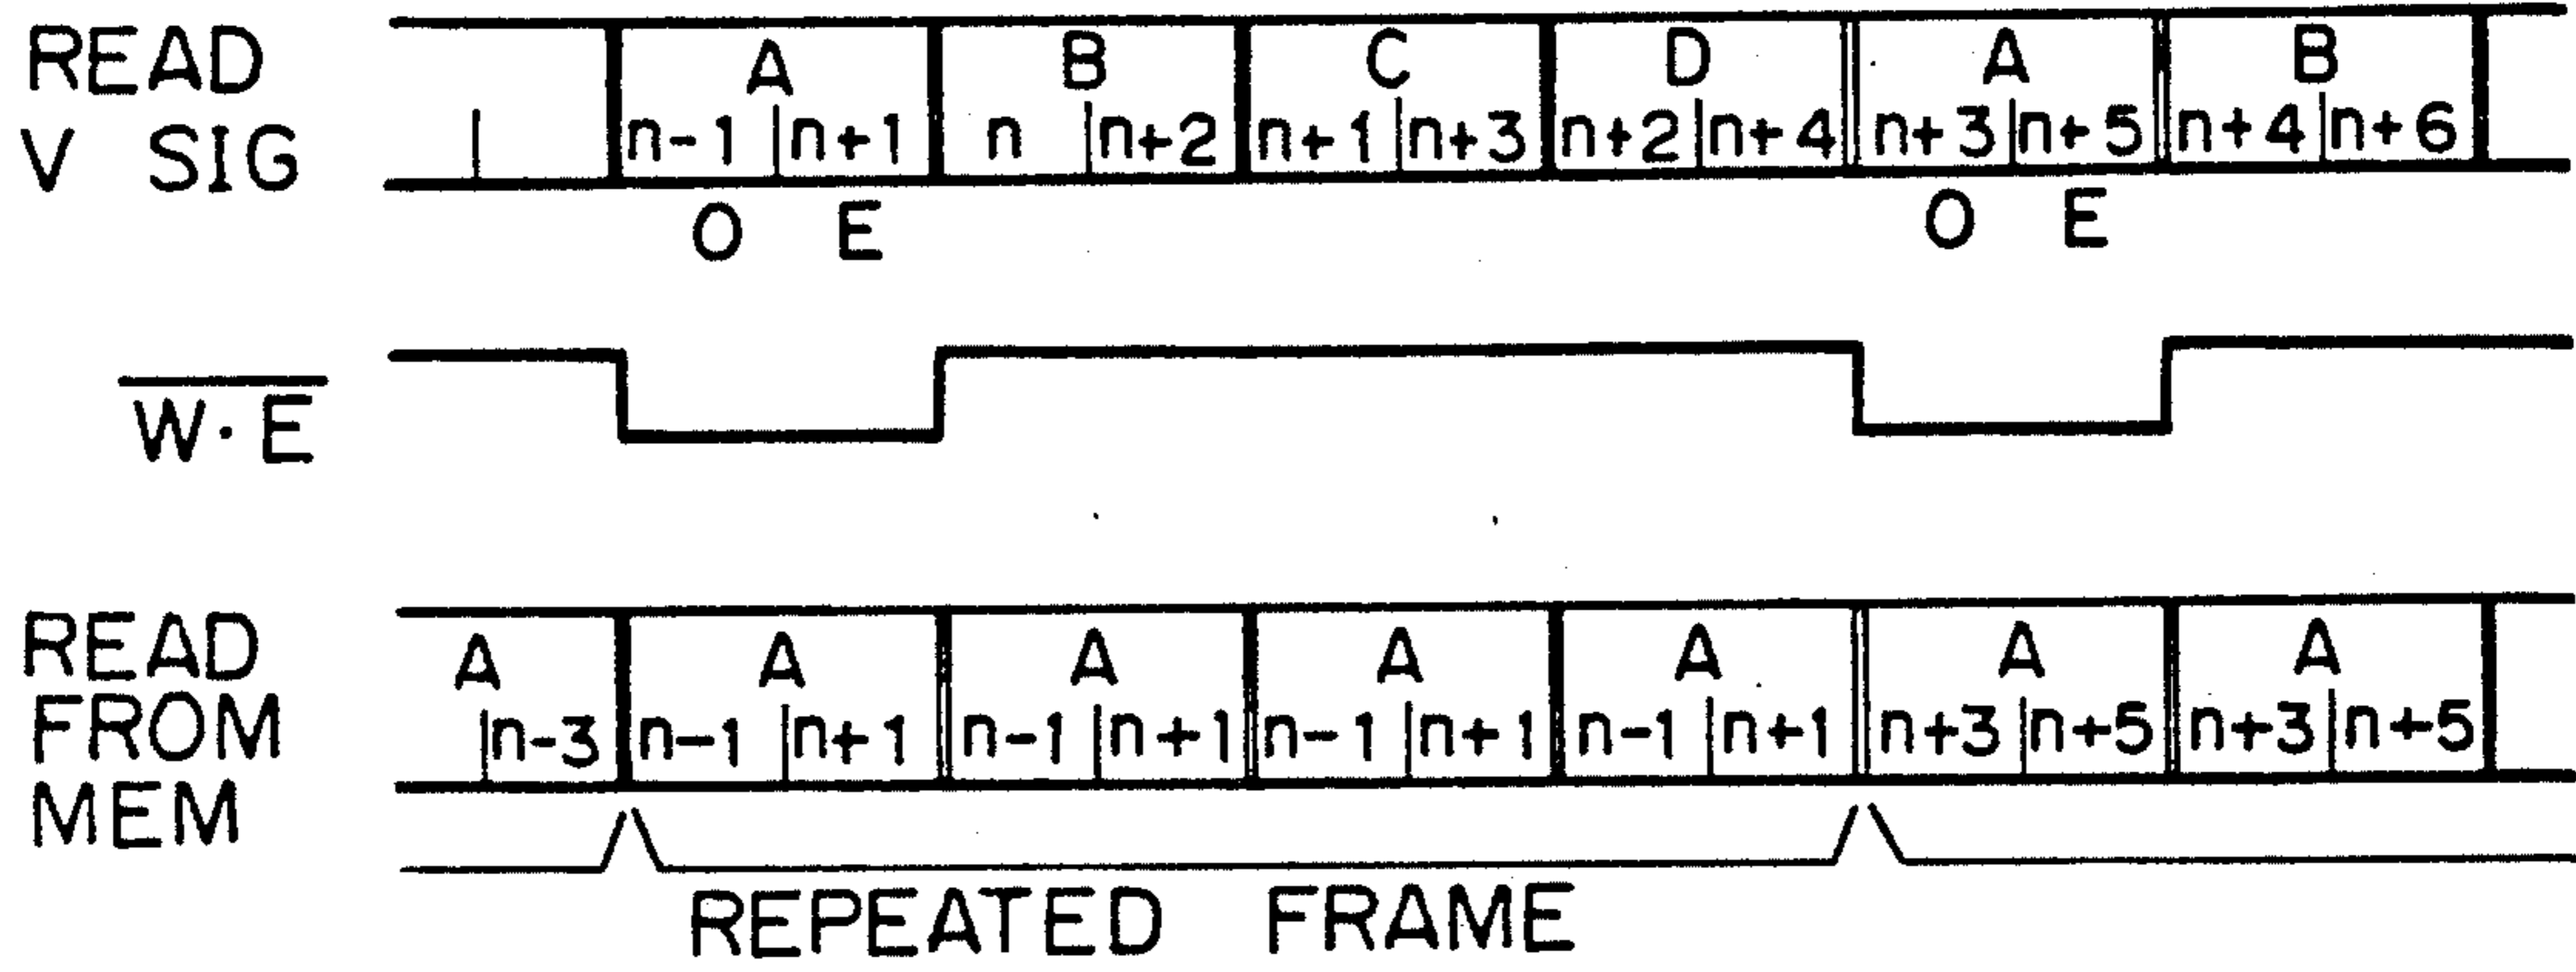 READ
V SIG
A B C D A B
n-1 n+1 n n+2 n+1 n+3 n+2 n+4 n+3 n+5 n+4 n+6
O E O E
W·E
READ
FROM
MEM
A A A A A A A
n-3 n-1 n+1 n-1 n+1 n-1 n+1 n-1 n+1 n+3 n+5 n+3 n+5
REPEATED FRAME